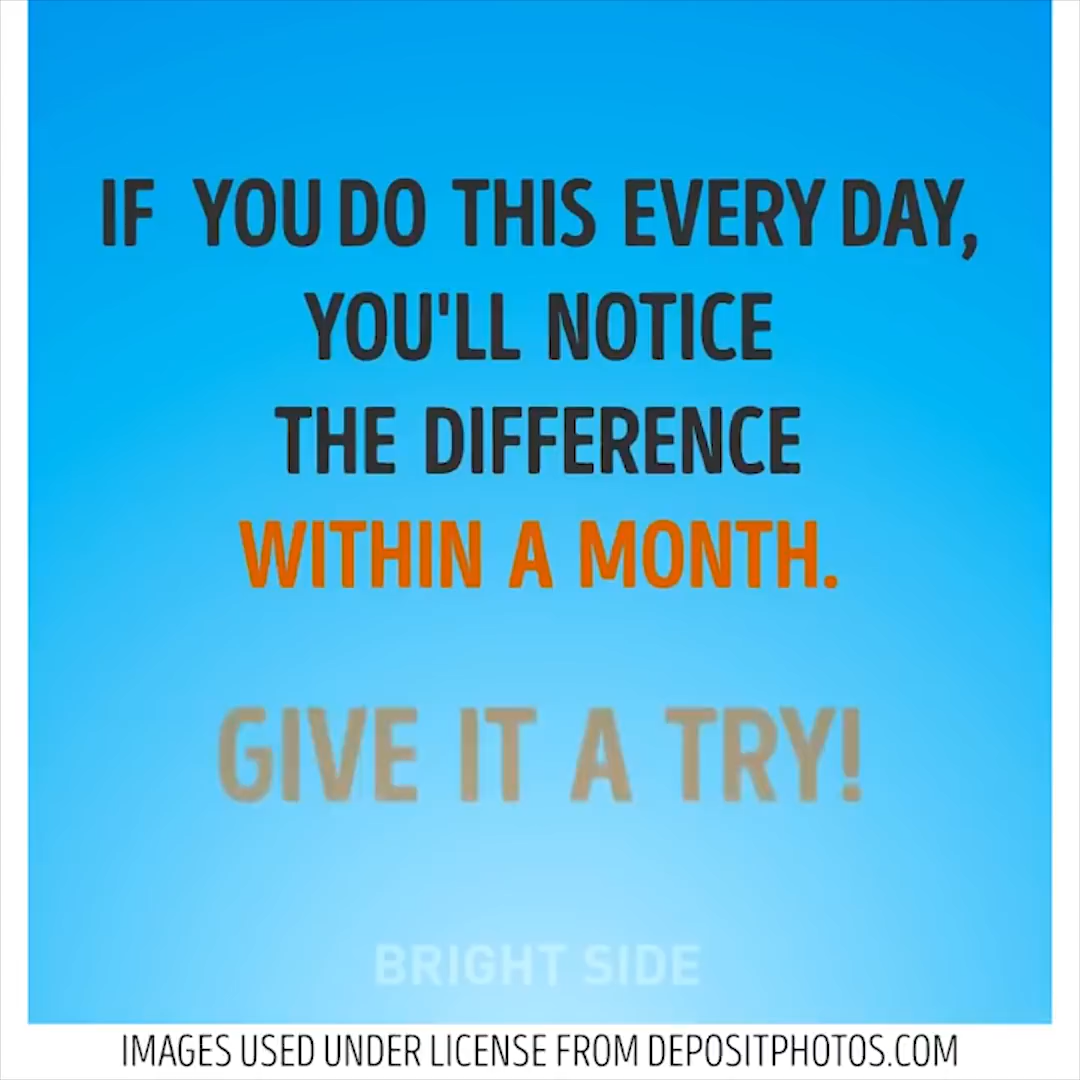 IF YOU DO THIS EVERY DAY,
YOU'LL NOTICE
THE DIFFERENCE
WITHIN A MONTH.
GIVE IT A TRY!
BRIGHT SIDE
IMAGES USED UNDER LICENSE FROM DEPOSITPHOTOS.COM